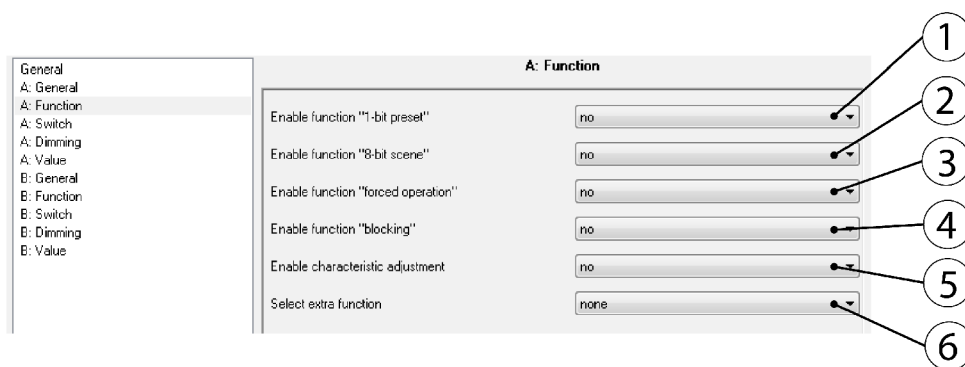 General
A: General
A: Function
A: Switch
A: Dimming
A: Value
B: General
B: Function
B: Switch
B: Dimming
B: Value
A: Function
Enable function "1-bit preset" no 1
Enable function "8-bit scene" no 2
Enable function "forced operation" no 3
Enable function "blocking" no 4
Enable characteristic adjustment no 5
Select extra function none 6